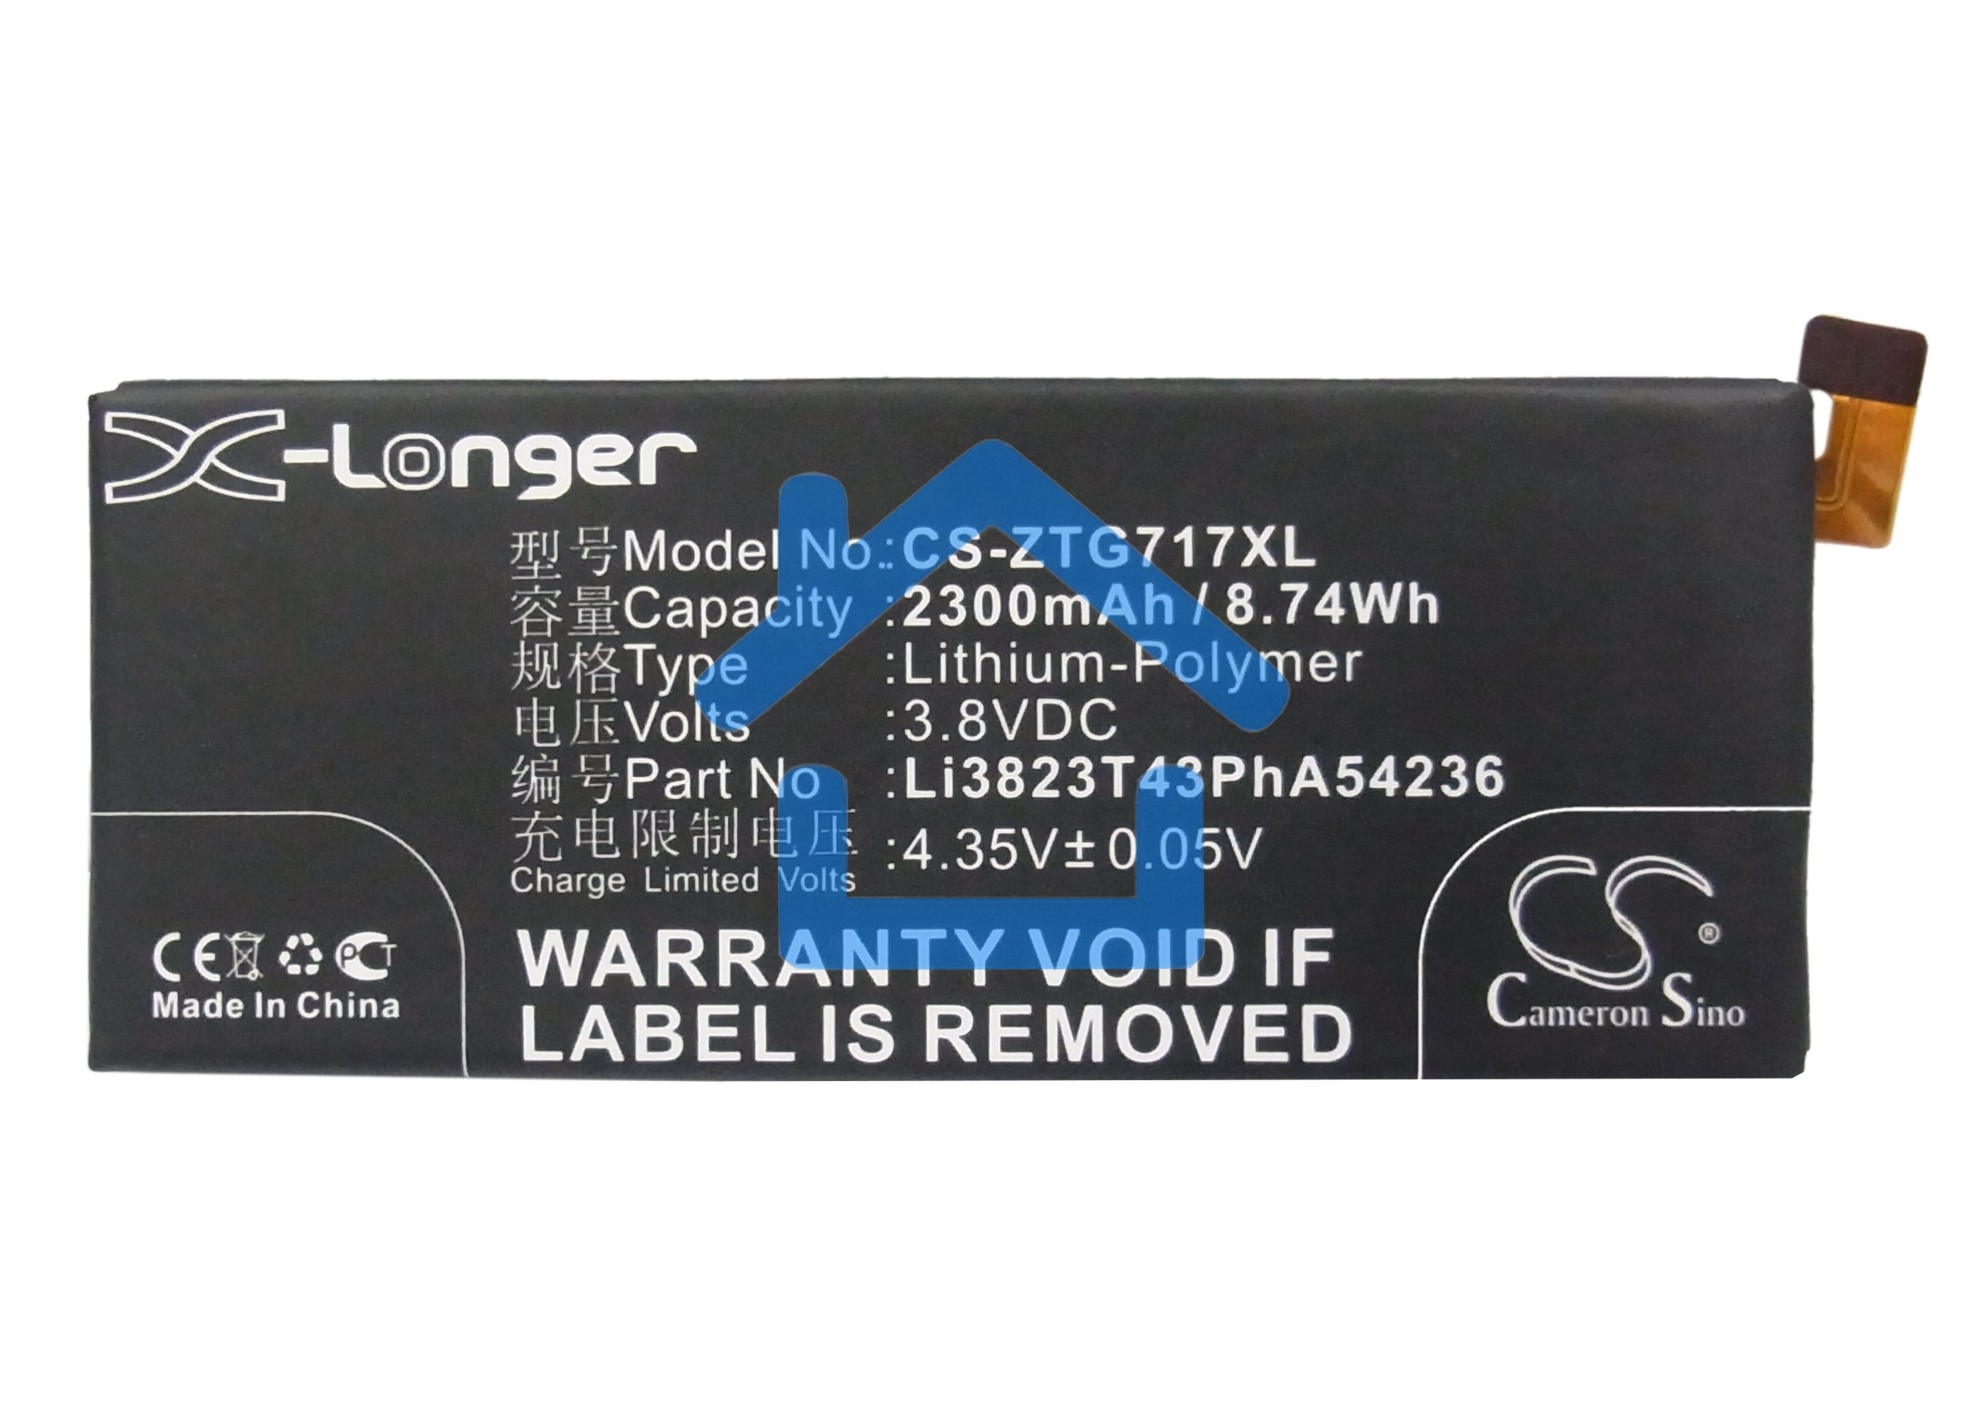 X-Longer
型号Model No.:CS-ZTG717XL
容量Capacity :2300mAh / 8.74Wh
规格Type :Lithium-Polymer
电压Volts :3.8VDC
编号Part No :Li3823T43PhA54236
充电限制电压 :4.35V±0.05V
Charge Limited Volts
WARRANTY VOID IF
LABEL IS REMOVED
CE PCT
Made In China
CS ®
Cameron Sino